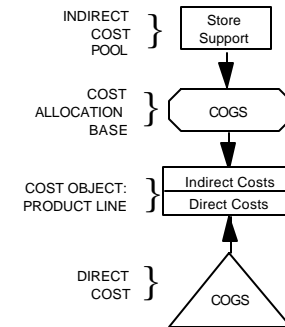 INDIRECT
COST
POOL
}
Store
Support
COST
ALLOCATION
BASE
}
COGS
COST OBJECT:
PRODUCT LINE
}
Indirect Costs
Direct Costs
DIRECT
COST
}
COGS